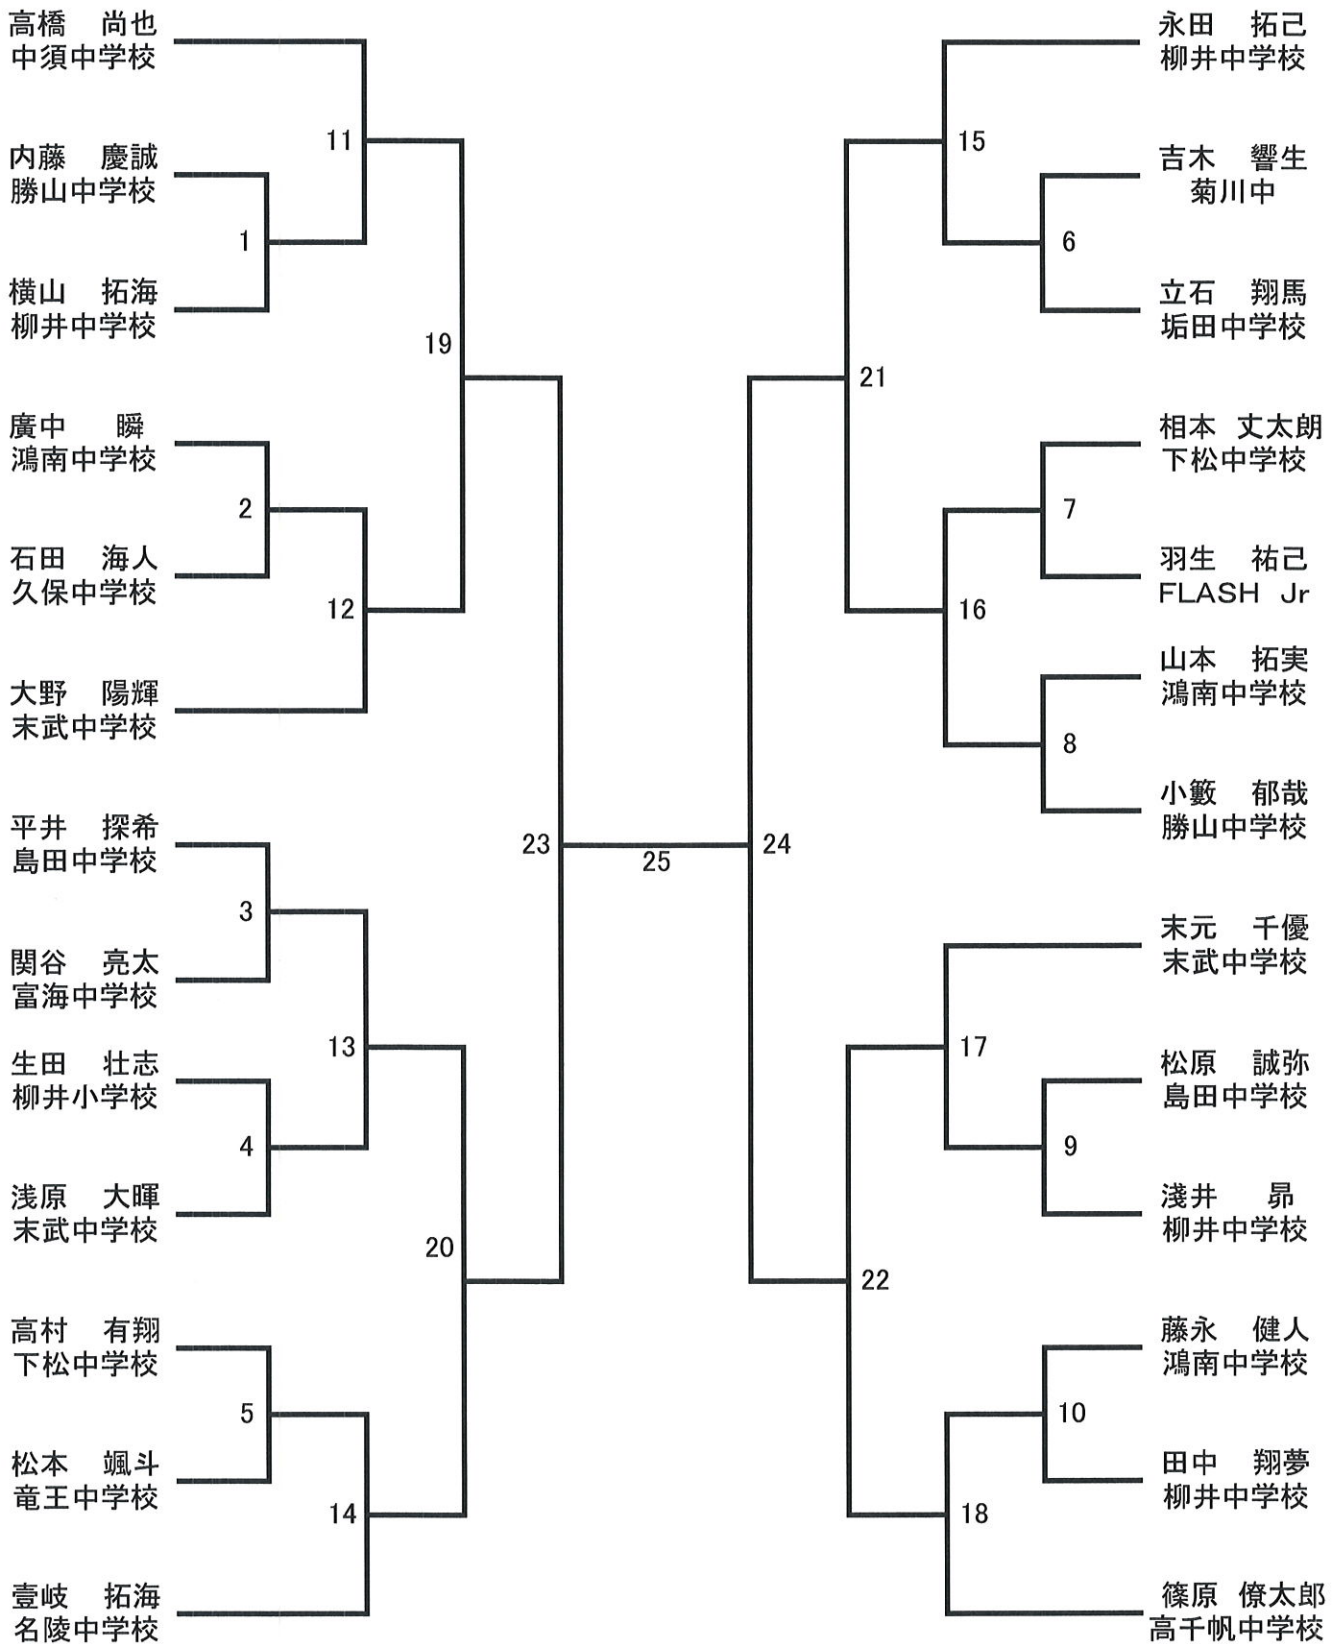 高橋 尚也
中須中学校
内藤 慶誠
勝山中学校
横山 拓海
柳井中学校
廣中 瞬
鴻南中学校
石田 海人
久保中学校
大野 陽輝
末武中学校
平井 探希
島田中学校
関谷 亮太
富海中学校
生田 壮志
柳井小学校
浅原 大暉
末武中学校
高村 有翔
下松中学校
松本 颯斗
竜王中学校
壹岐 拓海
名陵中学校
1
2
3
4
5
11
12
13
14
19
20
23
25
24
21
22
15
16
17
18
6
7
8
9
10
永田 拓己
柳井中学校
吉木 響生
菊川中
立石 翔馬
垢田中学校
相本 丈太朗
下松中学校
羽生 祐己
FLASH Jr
山本 拓実
鴻南中学校
小籔 郁哉
勝山中学校
末元 千優
末武中学校
松原 誠弥
島田中学校
淺井 昴
柳井中学校
藤永 健人
鴻南中学校
田中 翔夢
柳井中学校
篠原 僚太郎
高千帆中学校